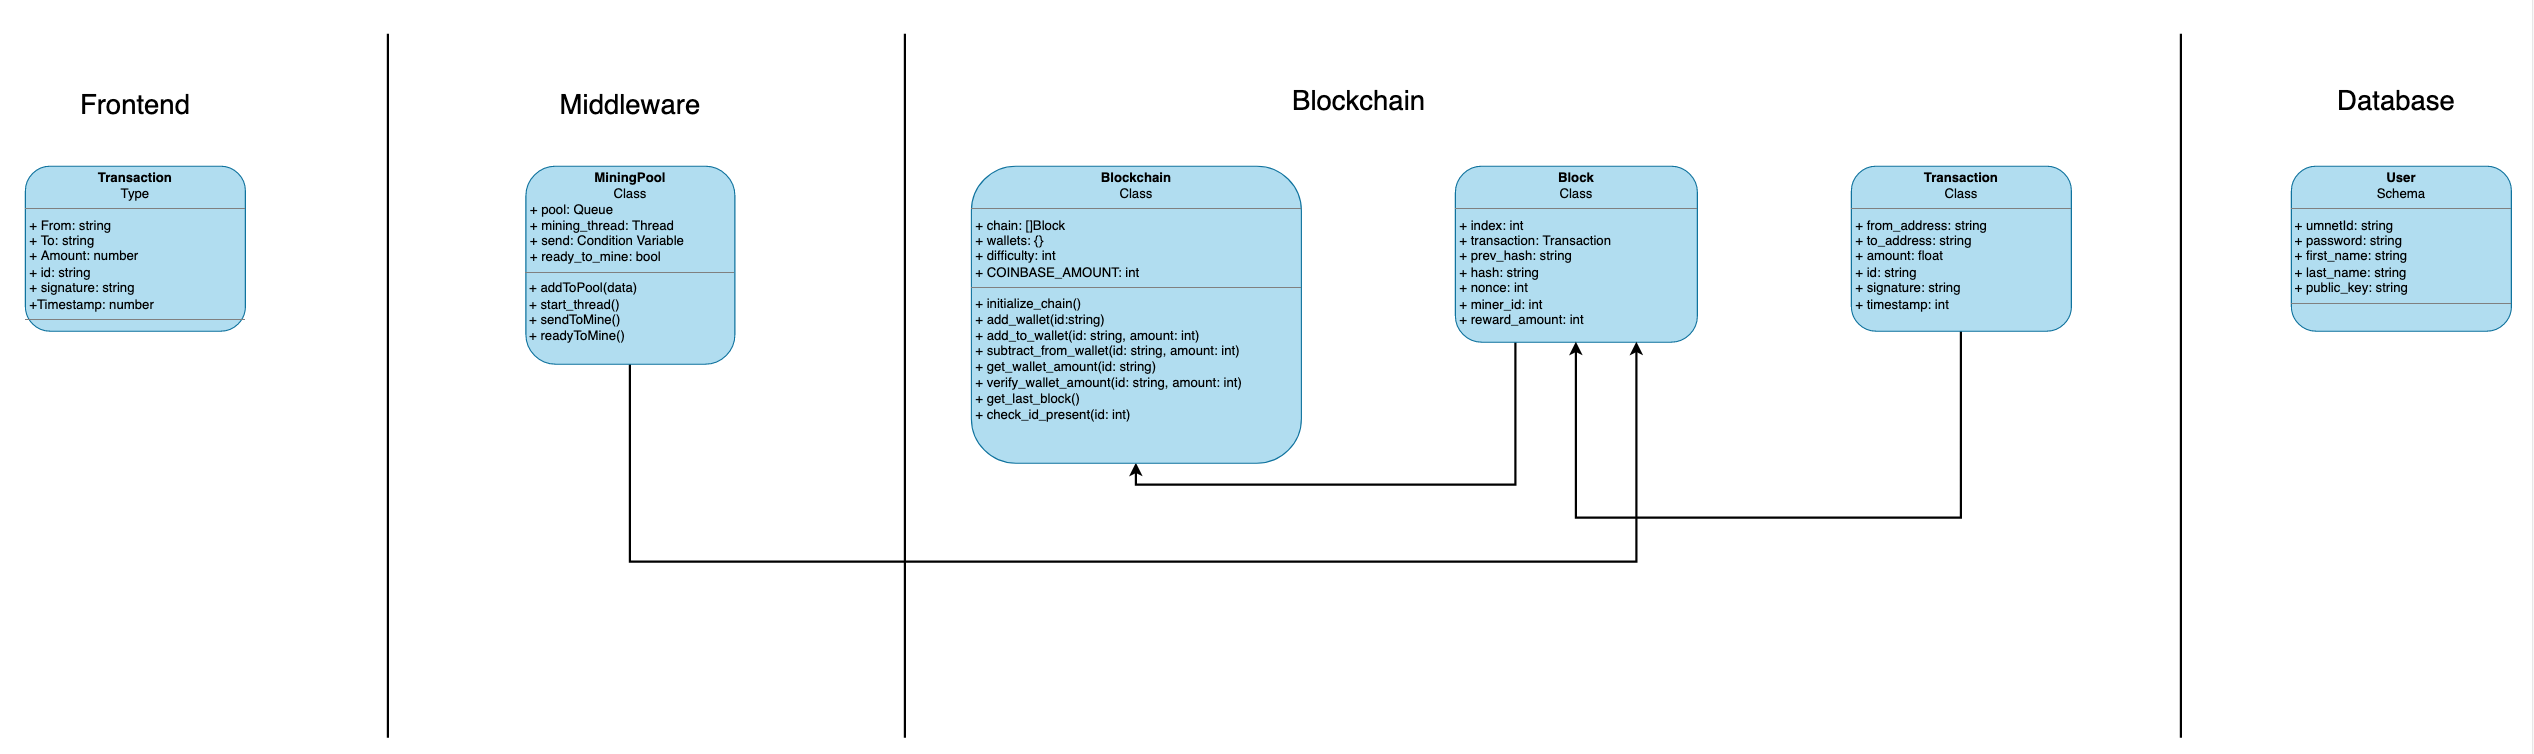 Frontend
Transaction
Type
+ From: string
+ To: string
+ Amount: number
+ id: string
+ signature: string
+Timestamp: number
Middleware
MiningPool
Class
+ pool: Queue
+ mining_thread: Thread
+ send: Condition Variable
+ ready_to_mine: bool
+ addToPool(data)
+ start_thread()
+ sendToMine()
+ readyToMine()
Blockchain
Blockchain
Class
+ chain: []Block
+ wallets: {}
+ difficulty: int
+ COINBASE_AMOUNT: int
+ initialize_chain()
+ add_wallet(id:string)
+ add_to_wallet(id: string, amount: int)
+ subtract_from_wallet(id: string, amount: int)
+ get_wallet_amount(id: string)
+ verify_wallet_amount(id: string, amount: int)
+ get_last_block()
+ check_id_present(id: int)
Block
Class
+ index: int
+ transaction: Transaction
+ prev_hash: string
+ hash: string
+ nonce: int
+ miner_id: int
+ reward_amount: int
Transaction
Class
+ from_address: string
+ to_address: string
+ amount: float
+ id: string
+ signature: string
+ timestamp: int
Database
User
Schema
+ umnetId: string
+ password: string
+ first_name: string
+ last_name: string
+ public_key: string